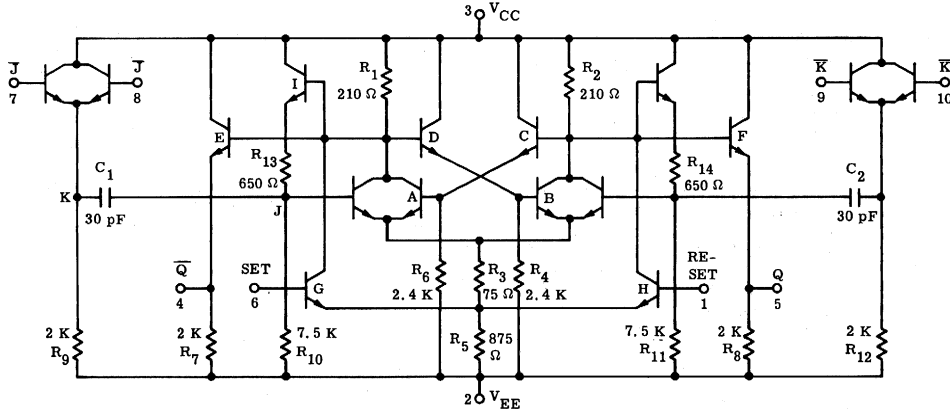 3 VCC
J̅
7
J̅
8
K̅
9
K̅
10
I
R1
210 Ω
R2
210 Ω
E
D
C
F
R13
650 Ω
R14
650 Ω
C1
K
30 pF
J
A
B
C2
30 pF
Q̅
4
SET
6
G
R6
2.4 K
R3
75 Ω
R4
2.4 K
H
RE-
SET
1
Q
5
2 K
R9
2 K
R7
7.5 K
R10
R5
875
Ω
7.5 K
R11
2 K
R8
2 K
R12
2 VEE